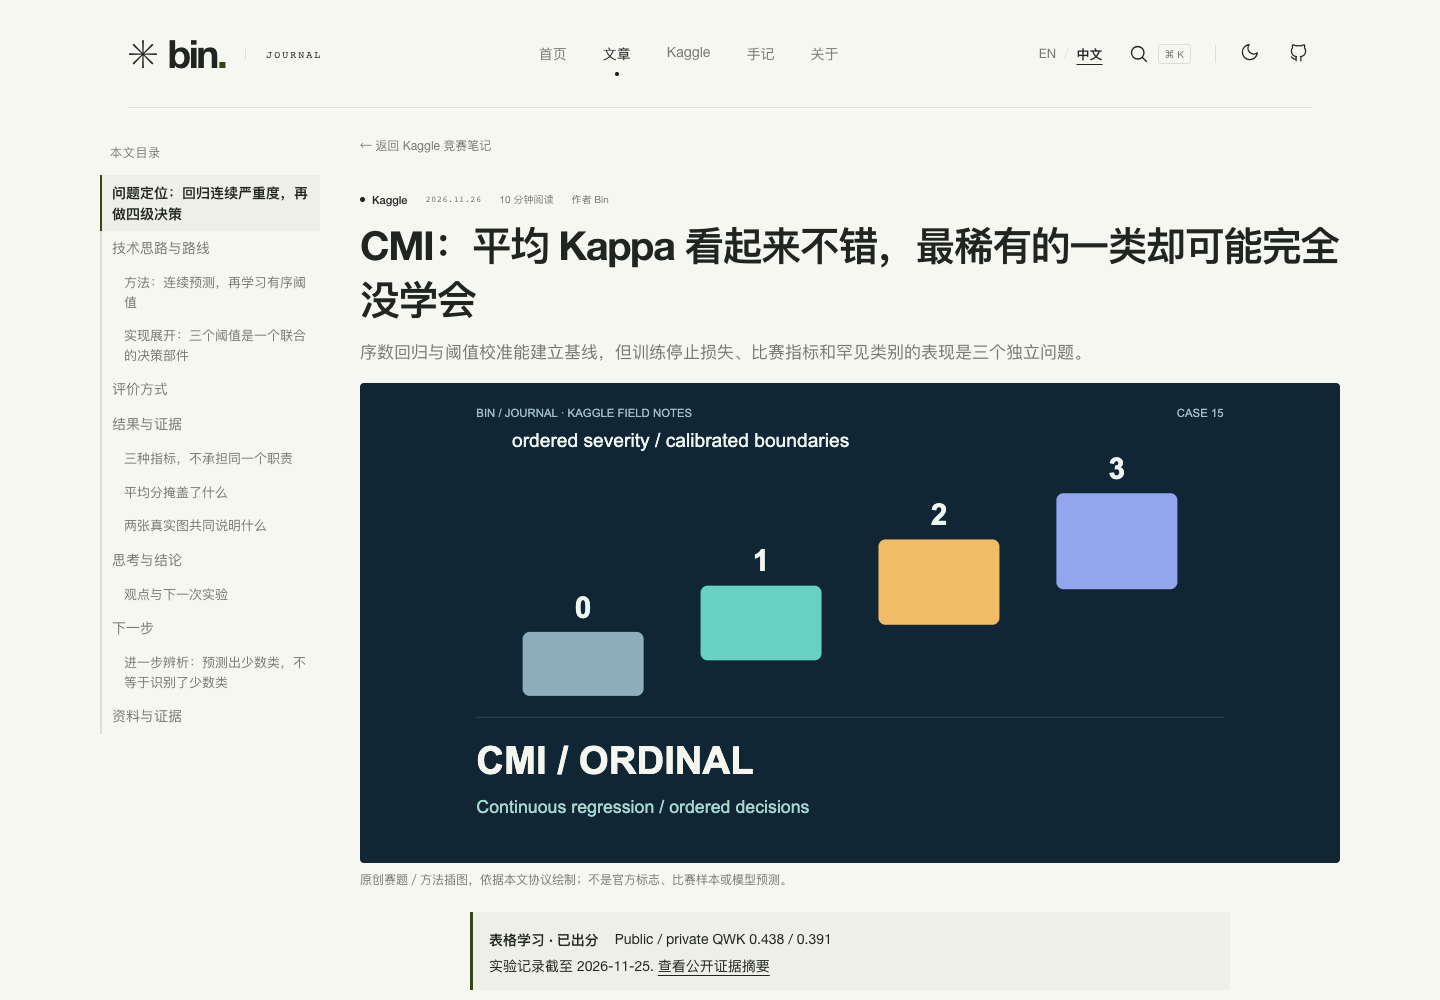 bin.
JOURNAL
首页
文章
Kaggle
手记
关于
EN / 中文
⌘ K
本文目录
问题定位：回归连续严重度，再
做四级决策
技术思路与路线
方法：连续预测，再学习有序阈
值
实现展开：三个阈值是一个联合
的决策部件
评价方式
结果与证据
三种指标，不承担同一个职责
平均分掩盖了什么
两张真实图共同说明什么
思考与结论
观点与下一次实验
下一步
进一步辨析：预测出少数类，不
等于识别了少数类
资料与证据
← 返回 Kaggle 竞赛笔记
Kaggle 2026.11.26 10 分钟阅读 作者 Bin
CMI：平均 Kappa 看起来不错，最稀有的一类却可能完全
没学会
序数回归与阈值校准能建立基线，但训练停止损失、比赛指标和罕见类别的表现是三个独立问题。
BIN / JOURNAL · KAGGLE FIELD NOTES
CASE 15
ordered severity / calibrated boundaries
0
1
2
3
CMI / ORDINAL
Continuous regression / ordered decisions
原创赛题 / 方法插图，依据本文协议绘制；不是官方标志、比赛样本或模型预测。
表格学习 · 已出分 Public / private QWK 0.438 / 0.391
实验记录截至 2026-11-25. 查看公开证据摘要